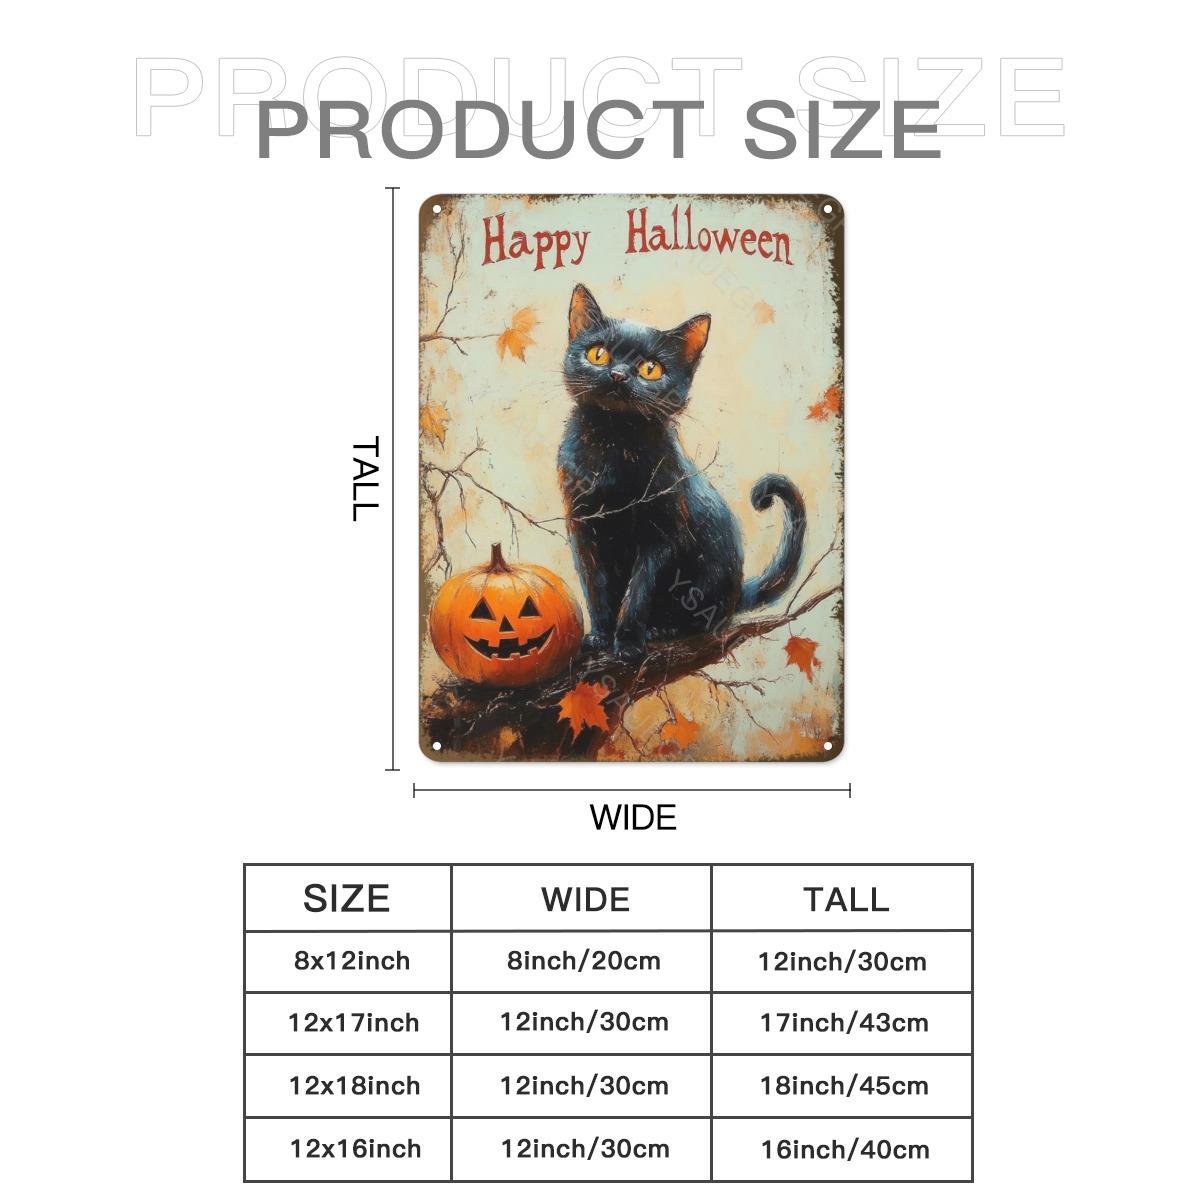 PRODUCT SIZE
PRODUCT SIZE
Happy Halloween
TALL
WIDE
SIZE WIDE TALL
8x12inch 8inch/20cm 12inch/30cm
12x17inch 12inch/30cm 17inch/43cm
12x18inch 12inch/30cm 18inch/45cm
12x16inch 12inch/30cm 16inch/40cm